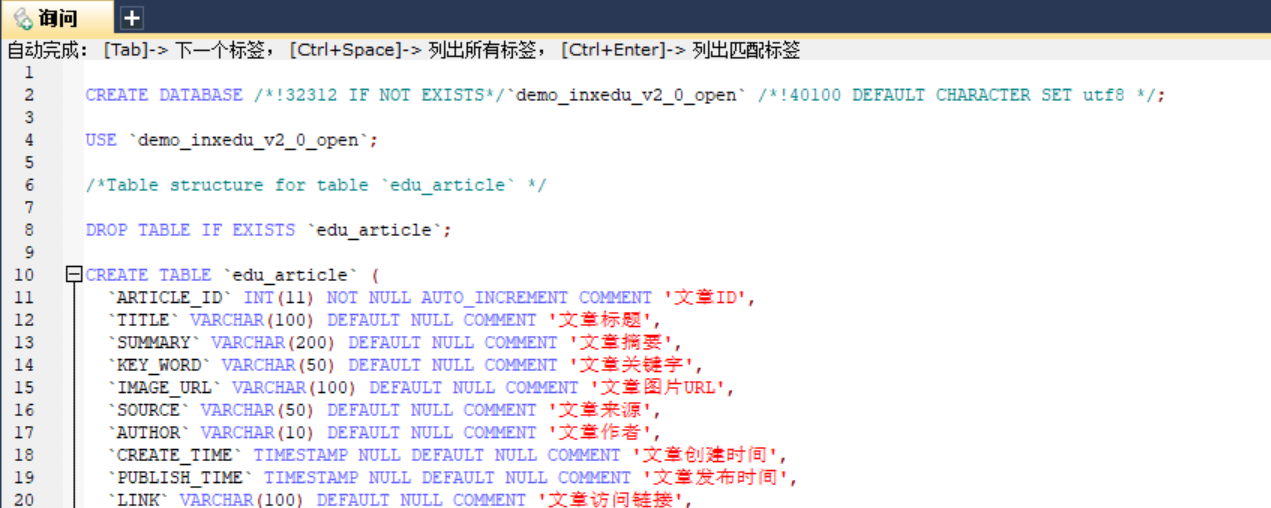 询问
自动完成: [Tab]-> 下一个标签, [Ctrl+Space]-> 列出所有标签, [Ctrl+Enter]-> 列出匹配标签
1
2 CREATE DATABASE /*!32312 IF NOT EXISTS*/`demo_inxedu_v2_0_open` /*!40100 DEFAULT CHARACTER SET utf8 */;
3
4 USE `demo_inxedu_v2_0_open`;
5
6 /*Table structure for table `edu_article` */
7
8 DROP TABLE IF EXISTS `edu_article`;
9
10 CREATE TABLE `edu_article` (
11 `ARTICLE_ID` INT(11) NOT NULL AUTO_INCREMENT COMMENT '文章ID',
12 `TITLE` VARCHAR(100) DEFAULT NULL COMMENT '文章标题',
13 `SUMMARY` VARCHAR(200) DEFAULT NULL COMMENT '文章摘要',
14 `KEY_WORD` VARCHAR(50) DEFAULT NULL COMMENT '文章关键字',
15 `IMAGE_URL` VARCHAR(100) DEFAULT NULL COMMENT '文章图片URL',
16 `SOURCE` VARCHAR(50) DEFAULT NULL COMMENT '文章来源',
17 `AUTHOR` VARCHAR(10) DEFAULT NULL COMMENT '文章作者',
18 `CREATE_TIME` TIMESTAMP NULL DEFAULT NULL COMMENT '文章创建时间',
19 `PUBLISH_TIME` TIMESTAMP NULL DEFAULT NULL COMMENT '文章发布时间',
20 `LINK` VARCHAR(100) DEFAULT NULL COMMENT '文章访问链接',